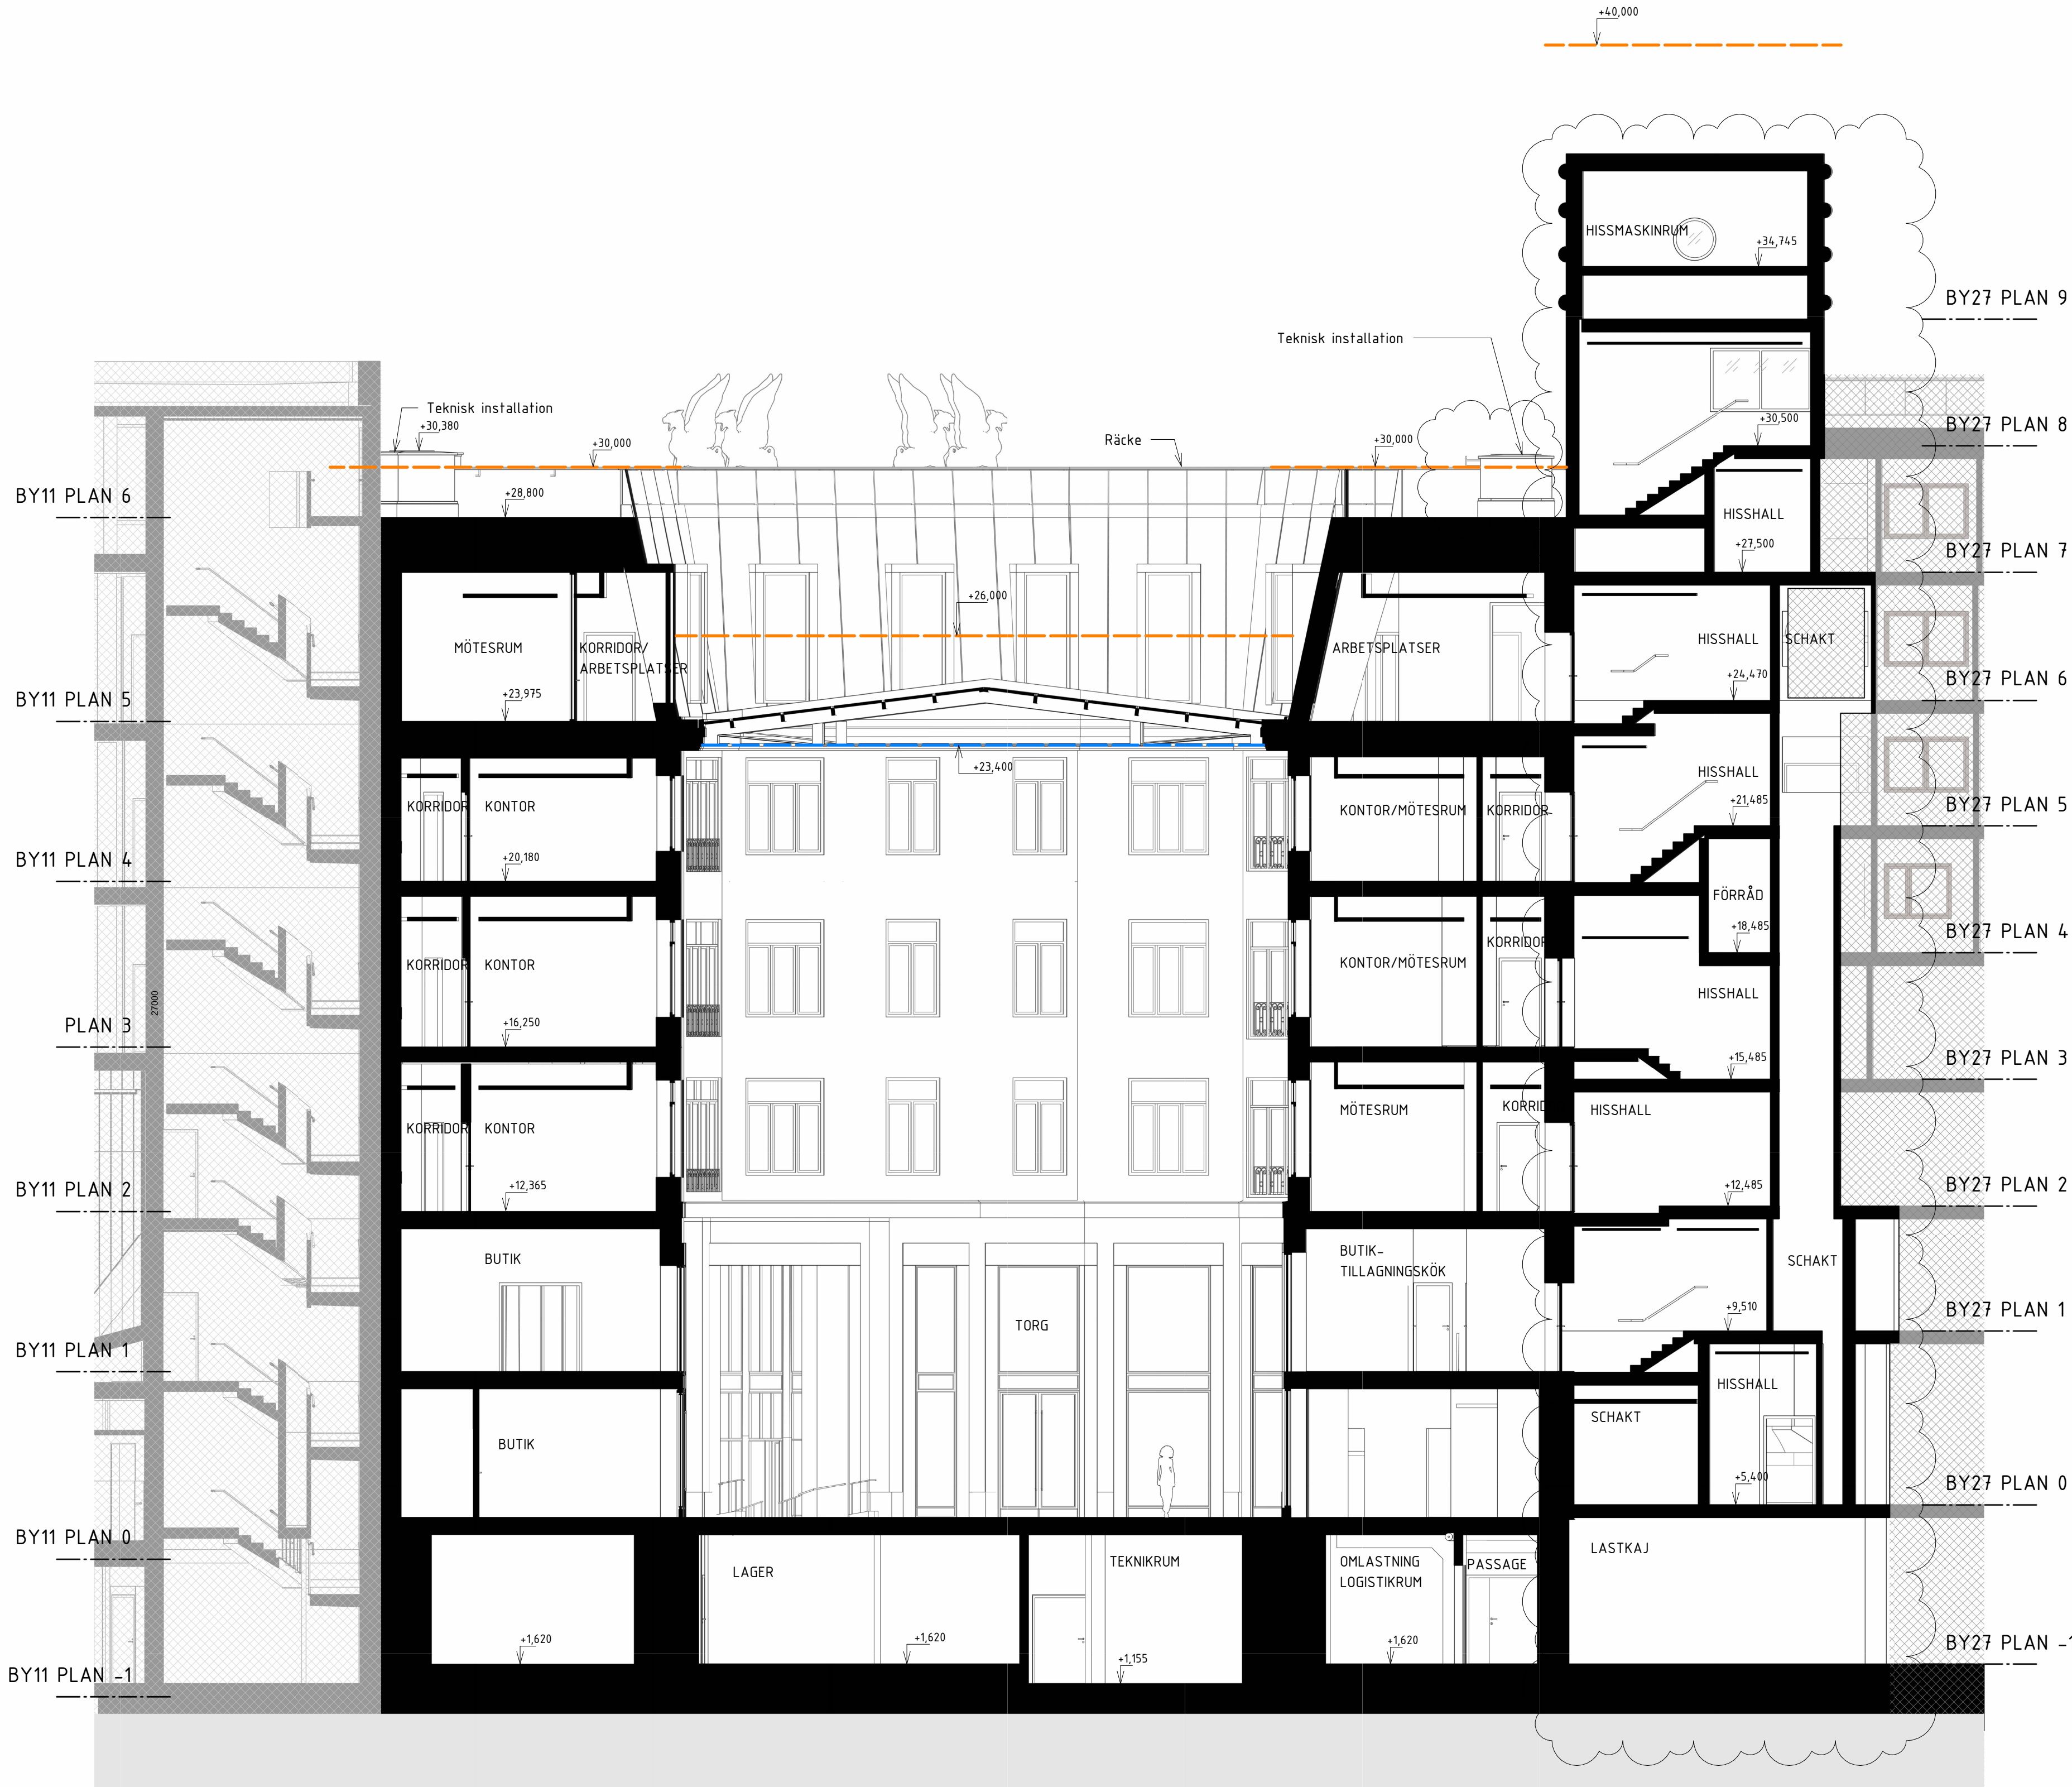 +40,000
HISSMASKINRUM
+34,745
BY27 PLAN 9
Teknisk installation
Teknisk installation
+30,380
+30,000
Räcke
+30,000
+30,500
BY27 PLAN 8
BY11 PLAN 6
+28,800
HISSHALL
+27,500
BY27 PLAN 7
+26,000
MÖTESRUM
KORRIDOR/
ARBETSPLATSER
ARBETSPLATSER
HISSHALL
SCHAKT
+23,975
+24,470
BY27 PLAN 6
BY11 PLAN 5
+23,400
HISSHALL
KORRIDOR
KONTOR
KONTOR/MÖTESRUM
KORRIDOR
+21,485
BY27 PLAN 5
BY11 PLAN 4
+20,180
FÖRRÅD
+18,485
BY27 PLAN 4
KORRIDOR
KONTOR
KONTOR/MÖTESRUM
KORRIDOR
HISSHALL
27000
PLAN 3
+16,250
+15,485
BY27 PLAN 3
KORRIDOR
KONTOR
MÖTESRUM
KORRID
HISSHALL
BY11 PLAN 2
+12,365
+12,485
BY27 PLAN 2
BUTIK
BUTIK-
TILLAGNINGSKÖK
SCHAKT
TORG
+9,510
BY27 PLAN 1
BY11 PLAN 1
HISSHALL
SCHAKT
BUTIK
+5,400
BY27 PLAN 0
BY11 PLAN 0
LAGER
TEKNIKRUM
OMLASTNING
LOGISTIKRUM
PASSAGE
LASTKAJ
+1,620
+1,620
+1,155
+1,620
BY27 PLAN -1
BY11 PLAN -1